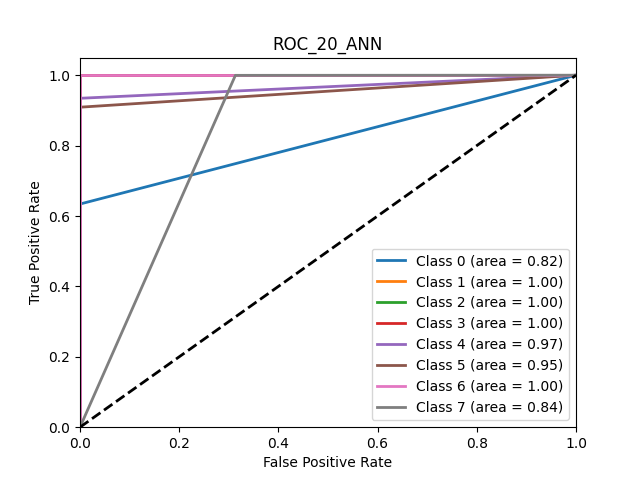 ROC_20_ANN
True Positive Rate
1.0
0.8
0.6
0.4
0.2
0.0
Class 0 (area = 0.82)
Class 1 (area = 1.00)
Class 2 (area = 1.00)
Class 3 (area = 1.00)
Class 4 (area = 0.97)
Class 5 (area = 0.95)
Class 6 (area = 1.00)
Class 7 (area = 0.84)
0.0 0.2 0.4 0.6 0.8 1.0
False Positive Rate